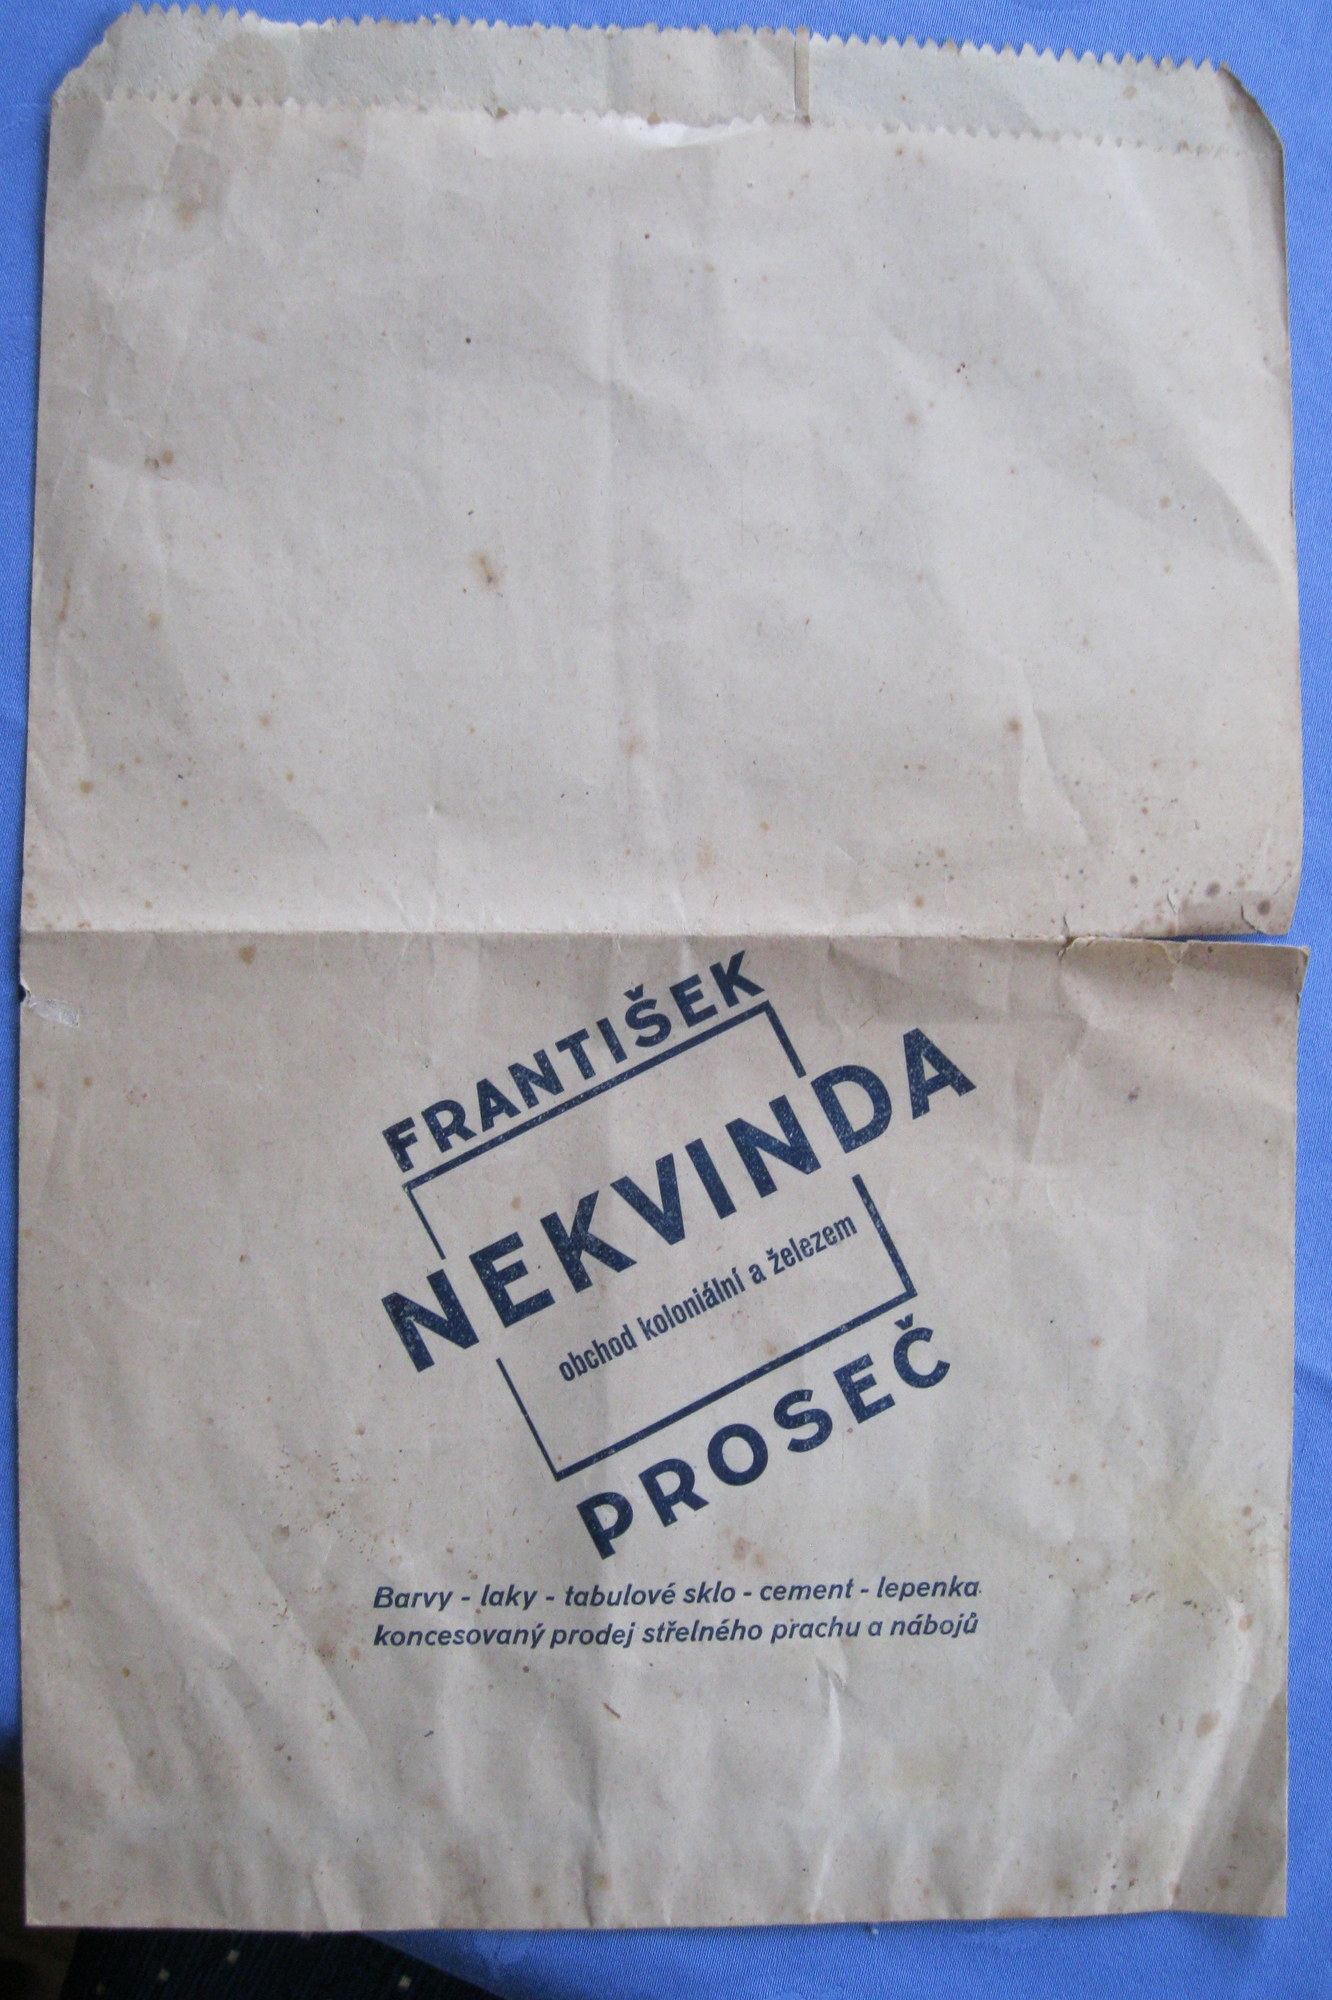 FRANTIŠEK
NEKVINDA
obchod koloniální a železem
PROSEČ
Barvy - laky - tabulové sklo - cement - lepenka
koncesovaný prodej střelného prachu a nábojů